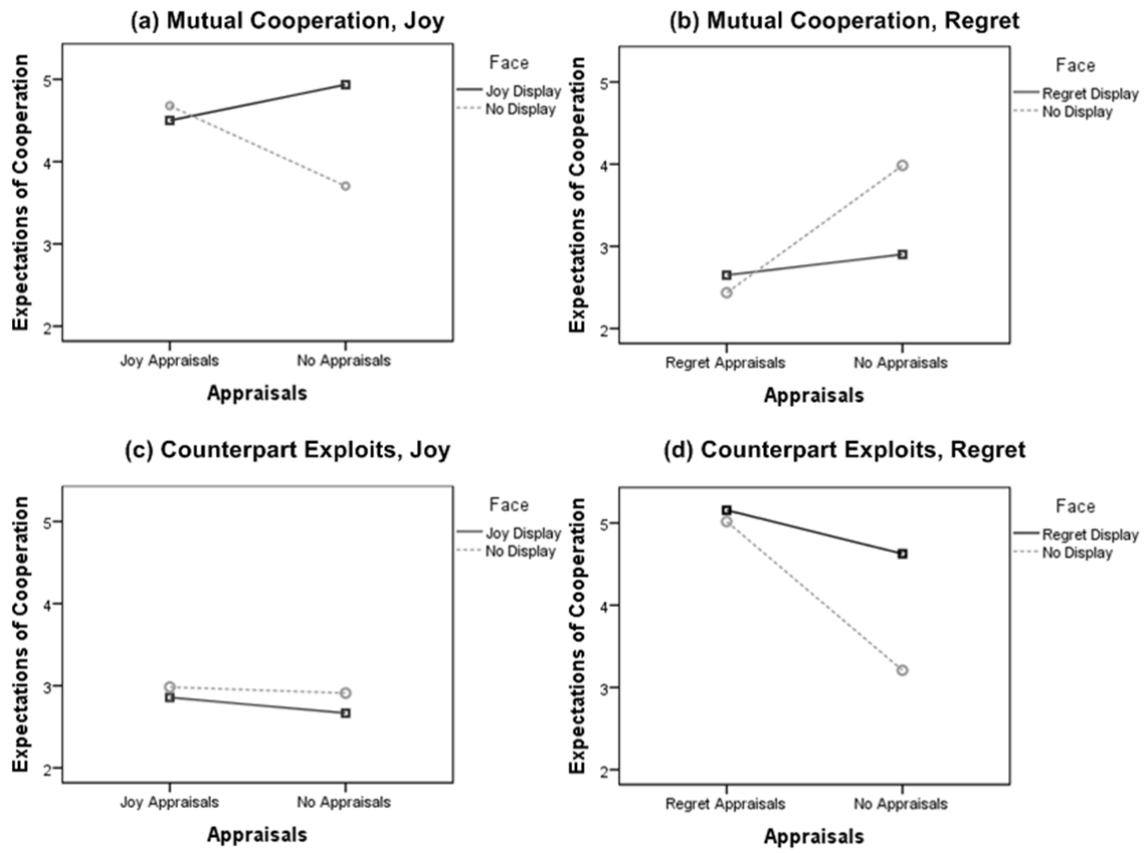 (a) Mutual Cooperation, Joy
Expectations of Cooperation
5
4
3
2
Joy Appraisals No Appraisals
Appraisals
Face
Joy Display
No Display
(b) Mutual Cooperation, Regret
Expectations of Cooperation
5
4
3
2
Regret Appraisals No Appraisals
Appraisals
Face
Regret Display
No Display
(c) Counterpart Exploits, Joy
Expectations of Cooperation
5
4
3
2
Joy Appraisals No Appraisals
Appraisals
Face
Joy Display
No Display
(d) Counterpart Exploits, Regret
Expectations of Cooperation
5
4
3
2
Regret Appraisals No Appraisals
Appraisals
Face
Regret Display
No Display